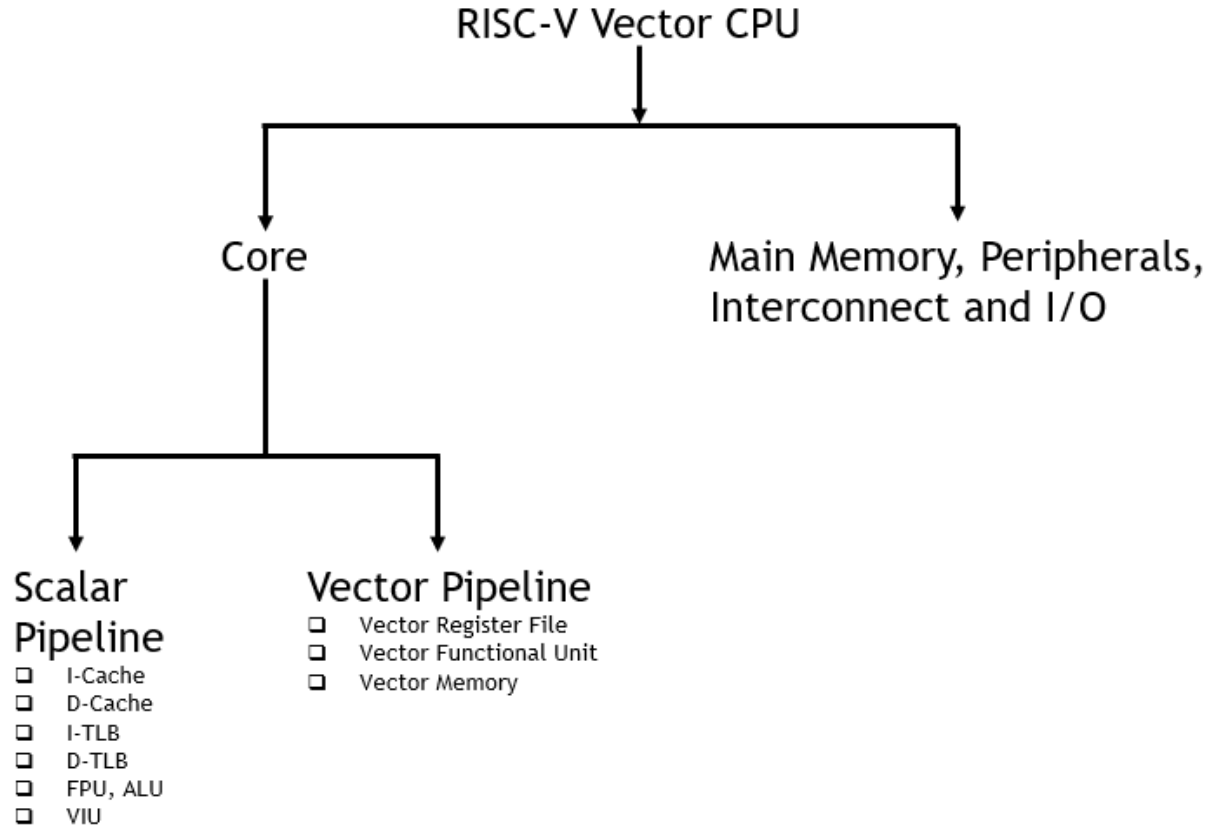 RISC-V Vector CPU
Core
Main Memory, Peripherals,
Interconnect and I/O
Scalar
Pipeline
I-Cache
D-Cache
I-TLB
D-TLB
FPU, ALU
VIU
Vector Pipeline
Vector Register File
Vector Functional Unit
Vector Memory